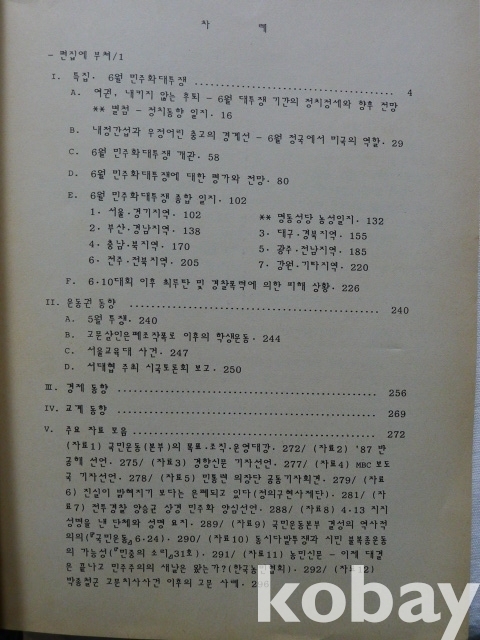 차 례
- 편집에 부쳐/1
I. 특집. 6월 민주화대투쟁 ........................ 4
A. 여권, 내키지 않는 후퇴 - 6월 대투쟁 기간의 정치정세와 향후 전망
** 별첨 - 정치동향 일지. 16
B. 내정간섭과 우정어린 충고의 경계선 - 6월 정국에서 미국의 역할. 29
C. 6월 민주화대투쟁 개관. 58
D. 6월 민주화대투쟁에 대한 평가와 전망. 80
E. 6월 민주화대투쟁 종합 일지. 102
1. 서울·경기지역. 102 ** 명동성당 농성일지. 132
2. 부산·경남지역. 138 3. 대구·경북지역. 155
4. 충남·북지역. 170 5. 광주·전남지역. 185
6. 전주·전북지역. 205 7. 강원·기타지역. 220
F. 6·10대회 이후 최루탄 및 경찰폭력에 의한 피해 상황. 226
II. 운동권 동향 ........................ 240
A. 5월 투쟁. 240
B. 고문살인은폐조작폭로 이후의 학생운동. 244
C. 서울교육대 사건. 247
D. 서대협 주최 시국토론회 보고. 250
III. 경제 동향 ........................ 256
IV. 교계 동향 ........................ 269
V. 주요 자료 모음 ........................ 272
(자료1) 국민운동(본부)의 목표·조직·운영대강. 272/ (자료2) '87 반
공해 선언. 275/ (자료3) 경향신문 기자선언. 277/ (자료4) MBC 보도
국 기자선언. 278/ (자료5) 민통련 의장단 공동기자회견. 279/ (자료
6) 진실이 밝혀지기 보다는 은폐되고 있다(정의구현사제단). 281/ (자
료7) 전투경찰 양승균 상경 민주화 양심선언. 288/ (자료8) 4·13 지지
성명을 낸 단체와 성명 요지. 289/ (자료9) 국민운동본부 결성의 역사적
의의(『국민운동』6·24). 290/ (자료10) 동시다발투쟁과 시민 불복종운동
의 가능성(『민중의 소리』31호). 291/ (자료11) 농민신문 - 이제 대결
은 끝나고 민주주의의 새날은 왔는가?(한국농민협회). 292/ (자료12)
박종철군 고문치사사건 이후의 고문 사례. 296
kobay